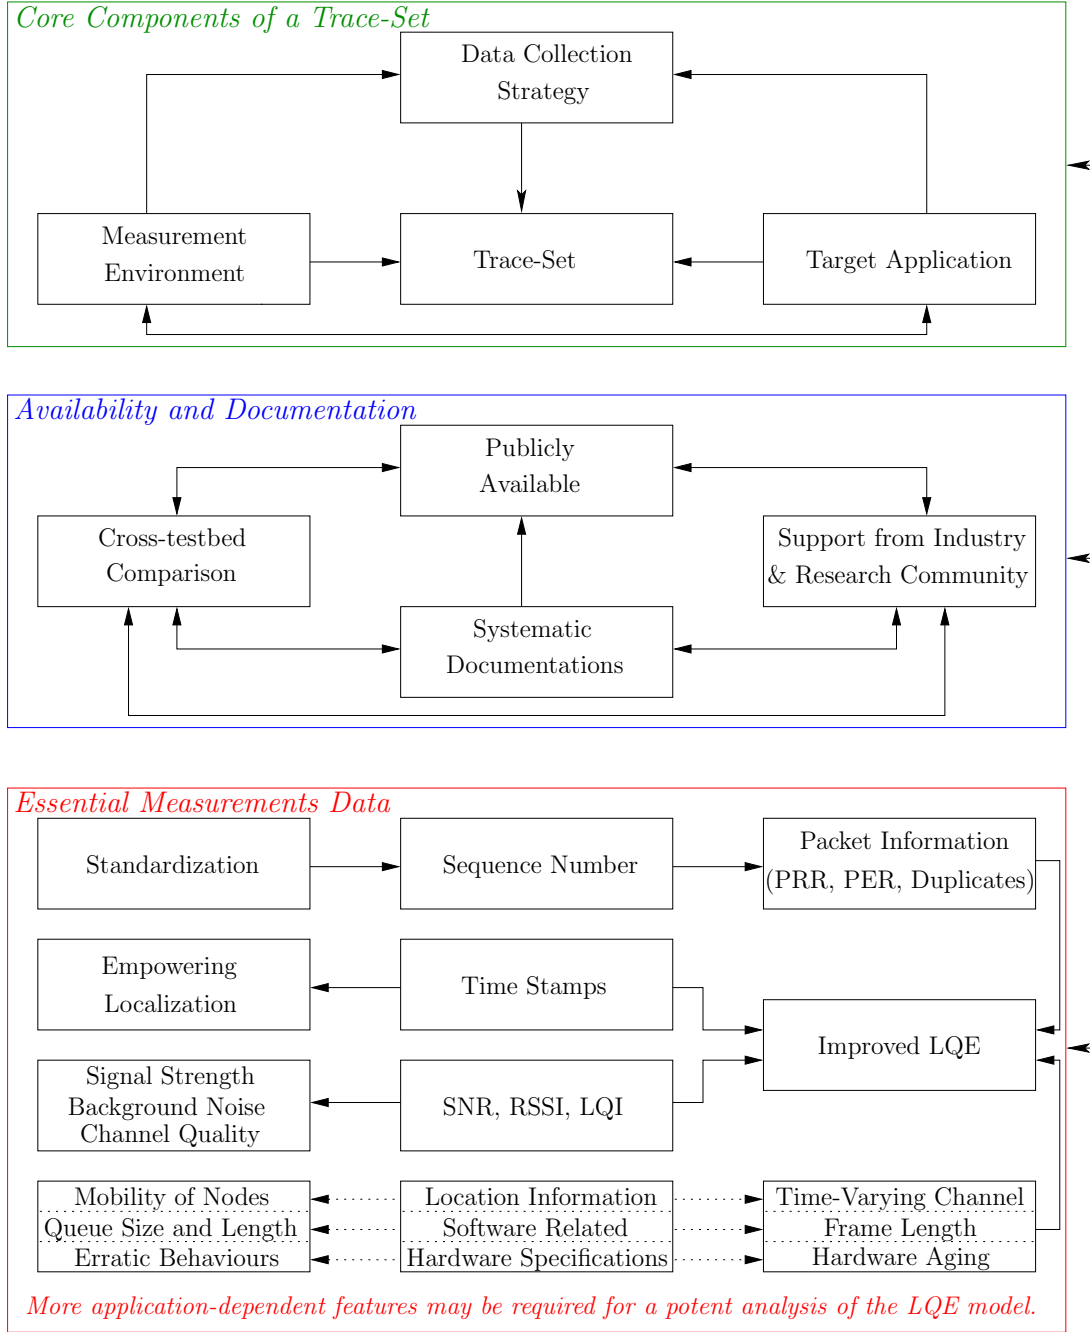 Core Components of a Trace-Set
Data Collection
Strategy
Measurement
Environment
Trace-Set
Target Application
Availability and Documentation
Publicly
Available
Cross-testbed
Comparison
Support from Industry
& Research Community
Systematic
Documentations
Essential Measurements Data
Standardization
Sequence Number
Packet Information
(PRR, PER, Duplicates)
Empowering
Localization
Time Stamps
Improved LQE
Signal Strength
Background Noise
Channel Quality
SNR, RSSI, LQI
Mobility of Nodes
Location Information
Time-Varying Channel
Queue Size and Length
Software Related
Frame Length
Erratic Behaviours
Hardware Specifications
Hardware Aging
More application-dependent features may be required for a potent analysis of the LQE model.